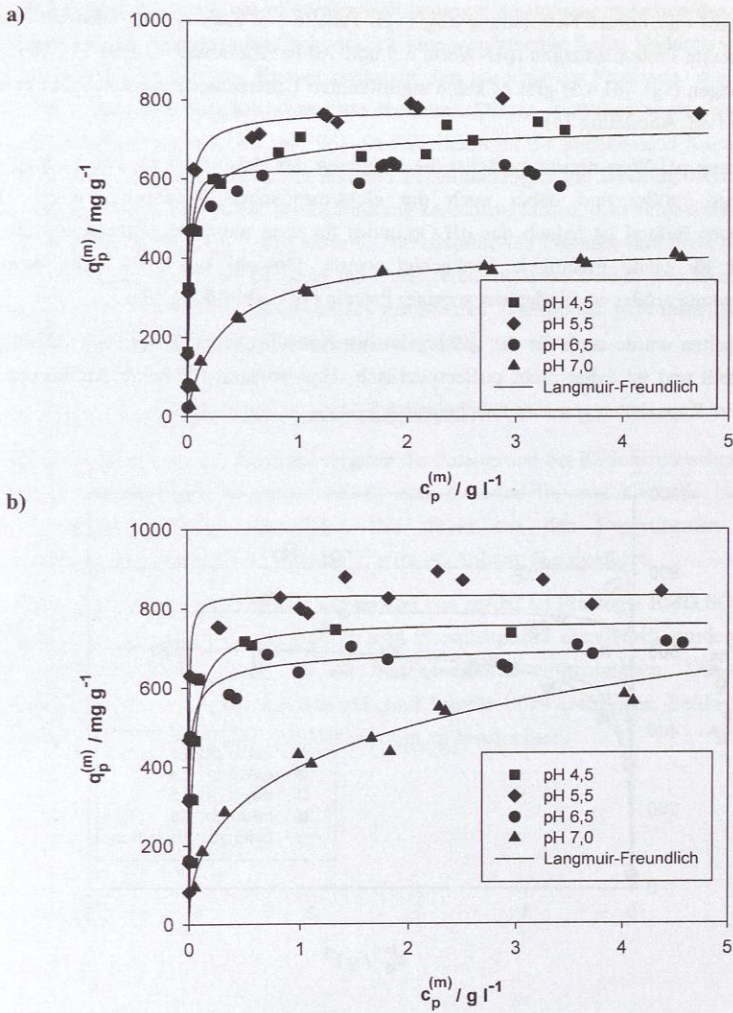 a)
1000
800
600
400
200
0
q_p^(m) / mg g^-1
0 1 2 3 4 5
c_p^(m) / g l^-1
pH 4,5
pH 5,5
pH 6,5
pH 7,0
Langmuir-Freundlich
b)
1000
800
600
400
200
0
q_p^(m) / mg g^-1
0 1 2 3 4 5
c_p^(m) / g l^-1
pH 4,5
pH 5,5
pH 6,5
pH 7,0
Langmuir-Freundlich